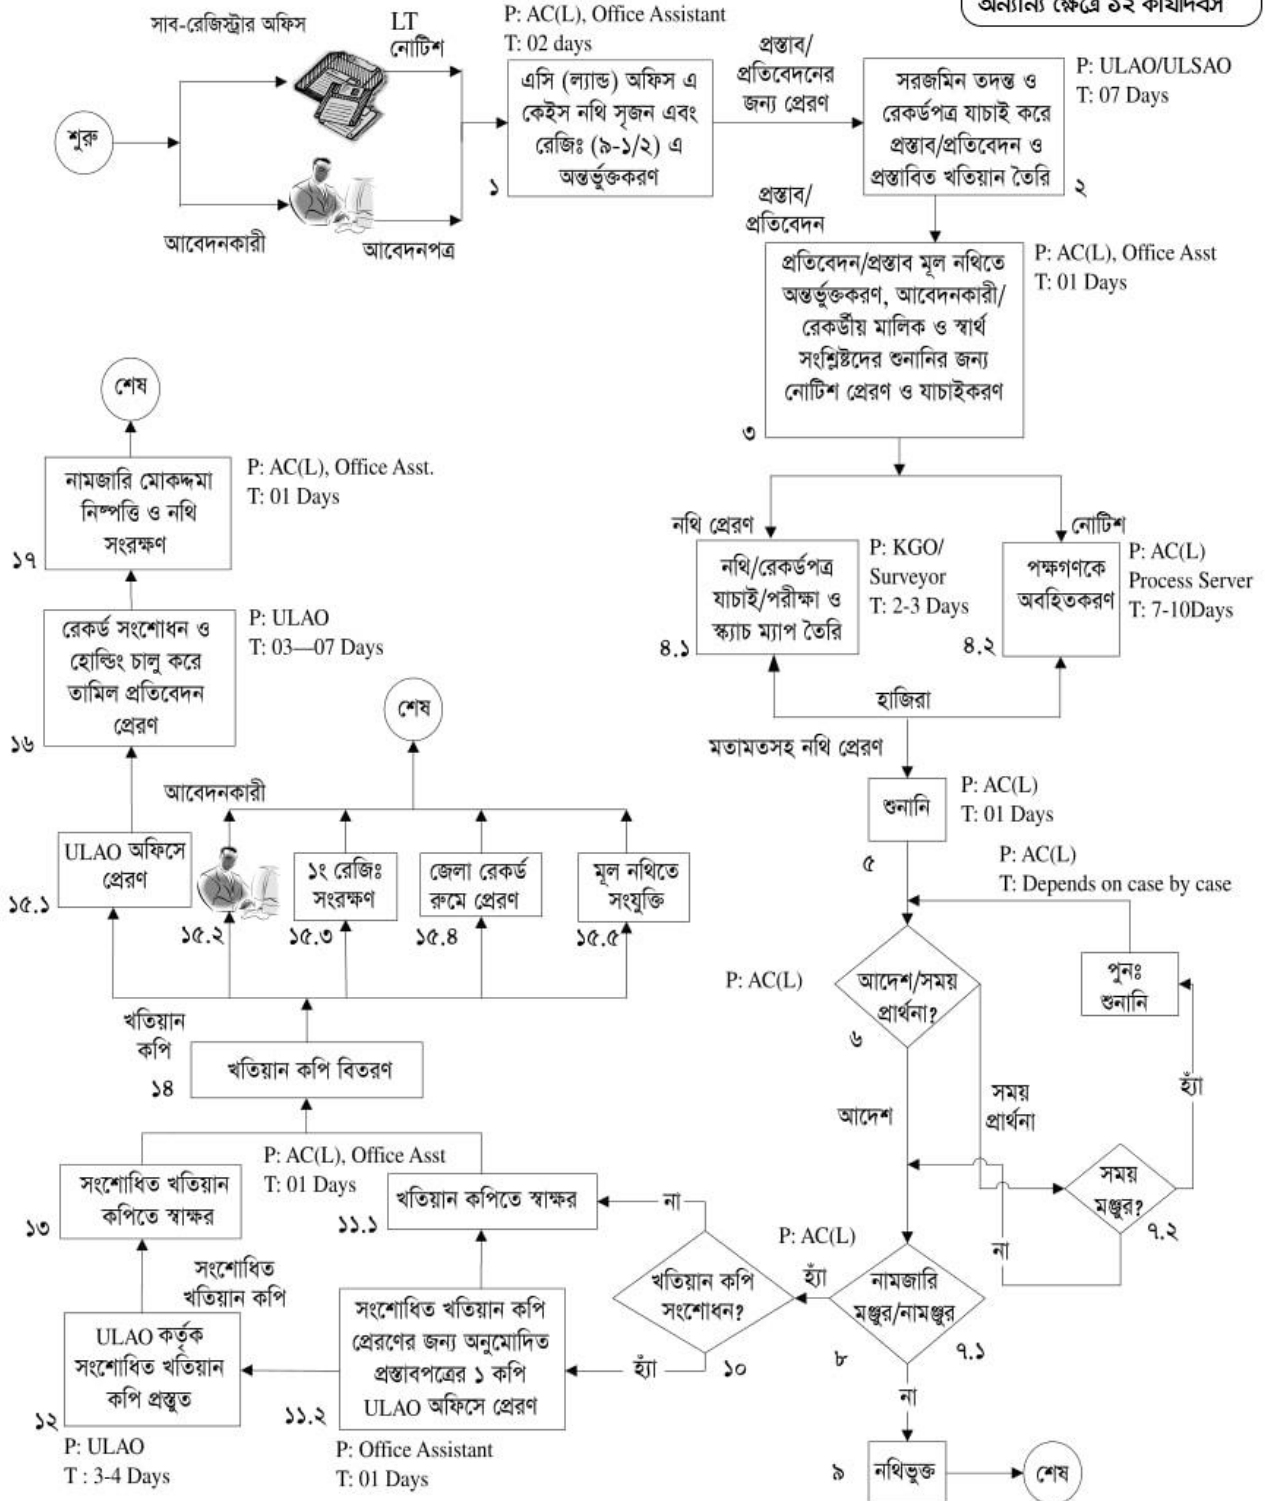 অন্যান্য ক্ষেত্রে ১২ কার্যদিবস
সাব-রেজিস্ট্রার অফিস
LT
নোটিশ
শুরু
আবেদনকারী
আবেদনপত্র
P: AC(L), Office Assistant
T: 02 days
এসি (ল্যান্ড) অফিস এ
কেইস নথি সৃজন এবং
রেজিঃ (৯-১/২) এ
অন্তর্ভুক্তকরণ
১
প্রস্তাব/
প্রতিবেদনের
জন্য প্রেরণ
সরজমিন তদন্ত ও
রেকর্ডপত্র যাচাই করে
প্রস্তাব/প্রতিবেদন ও
প্রস্তাবিত খতিয়ান তৈরি
২
P: ULAO/ULSAO
T: 07 Days
প্রস্তাব/
প্রতিবেদন
প্রতিবেদন/প্রস্তাব মূল নথিতে
অন্তর্ভুক্তকরণ, আবেদনকারী/
রেকর্ডীয় মালিক ও স্বার্থ
সংশ্লিষ্টদের শুনানির জন্য
নোটিশ প্রেরণ ও যাচাইকরণ
৩
P: AC(L), Office Asst
T: 01 Days
নথি প্রেরণ
নথি/রেকর্ডপত্র
যাচাই/পরীক্ষা ও
স্ক্যাচ ম্যাপ তৈরি
৪.১
P: KGO/
Surveyor
T: 2-3 Days
নোটিশ
পক্ষগণকে
অবহিতকরণ
৪.২
P: AC(L)
Process Server
T: 7-10Days
হাজিরা
মতামতসহ নথি প্রেরণ
শুনানি
৫
P: AC(L)
T: 01 Days
P: AC(L)
T: Depends on case by case
P: AC(L)
আদেশ/সময়
প্রার্থনা?
৬
পুনঃ
শুনানি
আদেশ
সময়
প্রার্থনা
হ্যাঁ
সময়
মঞ্জুর?
৭.২
না
P: AC(L)
নামজারি
মঞ্জুর/নামঞ্জুর
৮
৭.১
হ্যাঁ
না
৯
নথিভুক্ত
শেষ
খতিয়ান কপি
সংশোধন?
১০
না
হ্যাঁ
P: AC(L), Office Asst
T: 01 Days
খতিয়ান কপিতে স্বাক্ষর
১১.১
সংশোধিত খতিয়ান কপি
প্রেরণের জন্য অনুমোদিত
প্রস্তাবপত্রের ১ কপি
ULAO অফিসে প্রেরণ
১১.২
P: Office Assistant
T: 01 Days
সংশোধিত
খতিয়ান কপি
ULAO কর্তৃক
সংশোধিত খতিয়ান
কপি প্রস্তুত
১২
P: ULAO
T : 3-4 Days
সংশোধিত খতিয়ান
কপিতে স্বাক্ষর
১৩
খতিয়ান কপি বিতরণ
১৪
খতিয়ান
কপি
ULAO অফিসে
প্রেরণ
১৫.১
আবেদনকারী
১৫.২
১ং রেজিঃ
সংরক্ষণ
১৫.৩
জেলা রেকর্ড
রুমে প্রেরণ
১৫.৪
মূল নথিতে
সংযুক্তি
১৫.৫
শেষ
রেকর্ড সংশোধন ও
হোল্ডিং চালু করে
তামিল প্রতিবেদন
প্রেরণ
১৬
P: ULAO
T: 03—07 Days
নামজারি মোকদ্দমা
নিষ্পত্তি ও নথি
সংরক্ষণ
১৭
P: AC(L), Office Asst.
T: 01 Days
শেষ